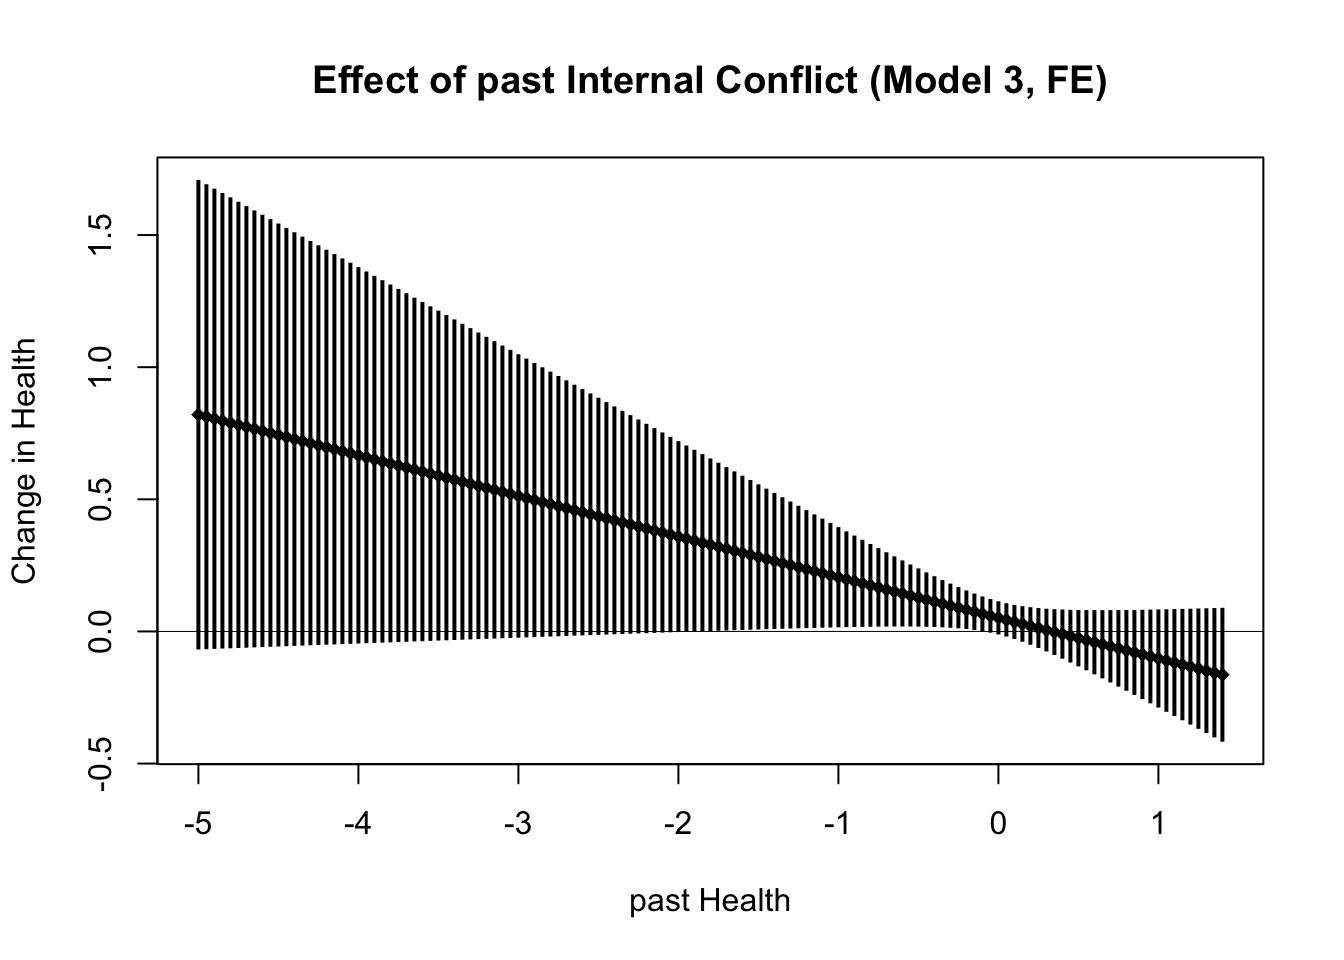 Effect of past Internal Conflict (Model 3, FE)
Change in Health
1.5
1.0
0.5
0.0
-0.5
-5 -4 -3 -2 -1 0 1
past Health